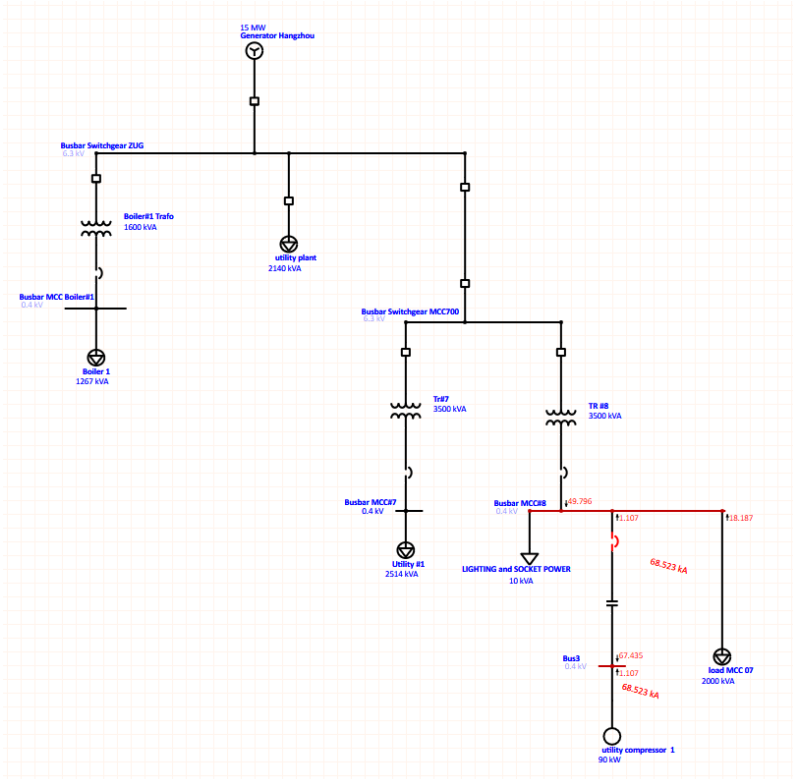 15 MW
Generator Hangzhou
Busbar Switchgear ZUG
6.3 kV
Boiler#1 Trafo
1600 kVA
utility plant
2140 kVA
Busbar MCC Boiler#1
0.4 kV
Boiler 1
1267 kVA
Busbar Switchgear MCC700
6.3 kV
Tr#7
3500 kVA
TR #8
3500 kVA
Busbar MCC#7
0.4 kV
Busbar MCC#8
0.4 kV
49.796
1.107
18.187
Utility #1
2514 kVA
LIGHTING and SOCKET POWER
10 kVA
68.523 kA
Bus3
0.4 kV
67.435
1.107
68.523 kA
load MCC 07
2000 kVA
utility compressor 1
90 kW